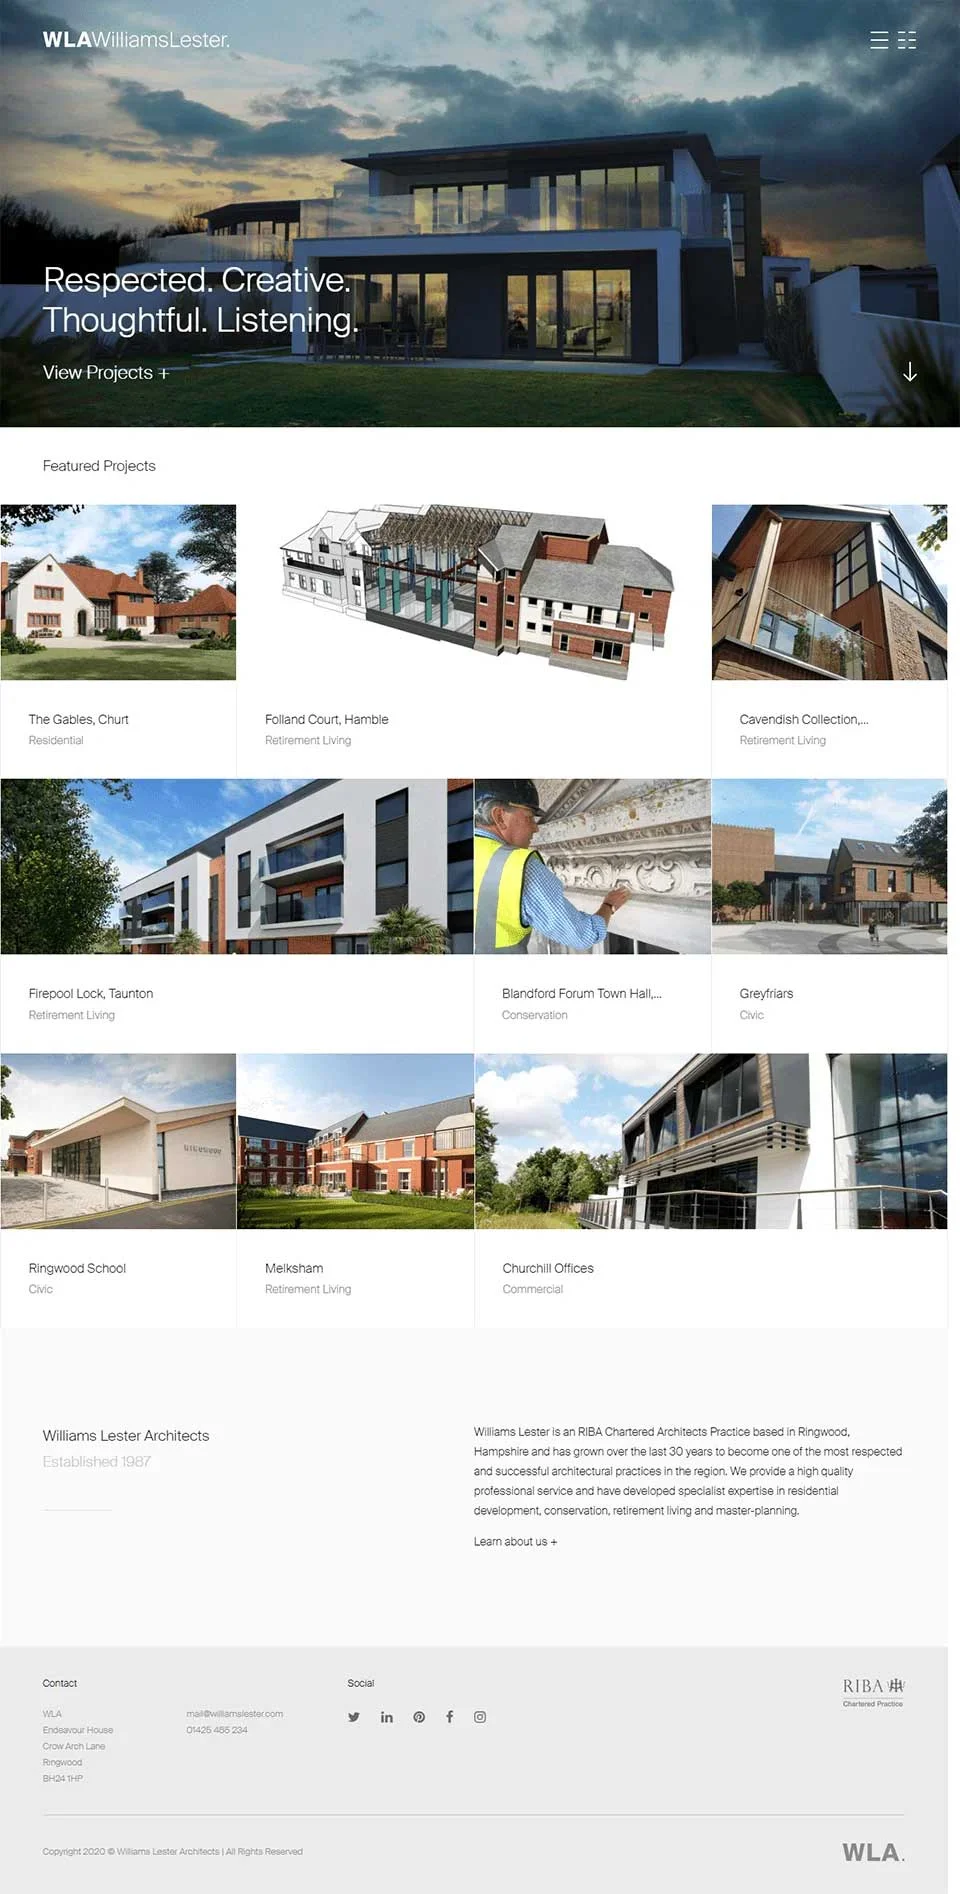 WLAWilliamsLester.
Respected. Creative.
Thoughtful. Listening.
View Projects +
Featured Projects
The Gables, Churt
Residential
Folland Court, Hamble
Retirement Living
Cavendish Collection,...
Retirement Living
Firepool Lock, Taunton
Retirement Living
Blandford Forum Town Hall,...
Conservation
Greyfriars
Civic
RINGWOOD
Ringwood School
Civic
Melksham
Retirement Living
Churchill Offices
Commercial
Williams Lester Architects
Established 1987
Williams Lester is an RIBA Chartered Architects Practice based in Ringwood,
Hampshire and has grown over the last 30 years to become one of the most respected
and successful architectural practices in the region. We provide a high quality
professional service and have developed specialist expertise in residential
development, conservation, retirement living and master-planning.
Learn about us +
Contact
WLA
Endeavour House
Crow Arch Lane
Ringwood
BH24 1HP
mail@williamslester.com
01425 485 234
Social
RIBA
Chartered Practice
Copyright 2020 © Williams Lester Architects | All Rights Reserved
WLA.